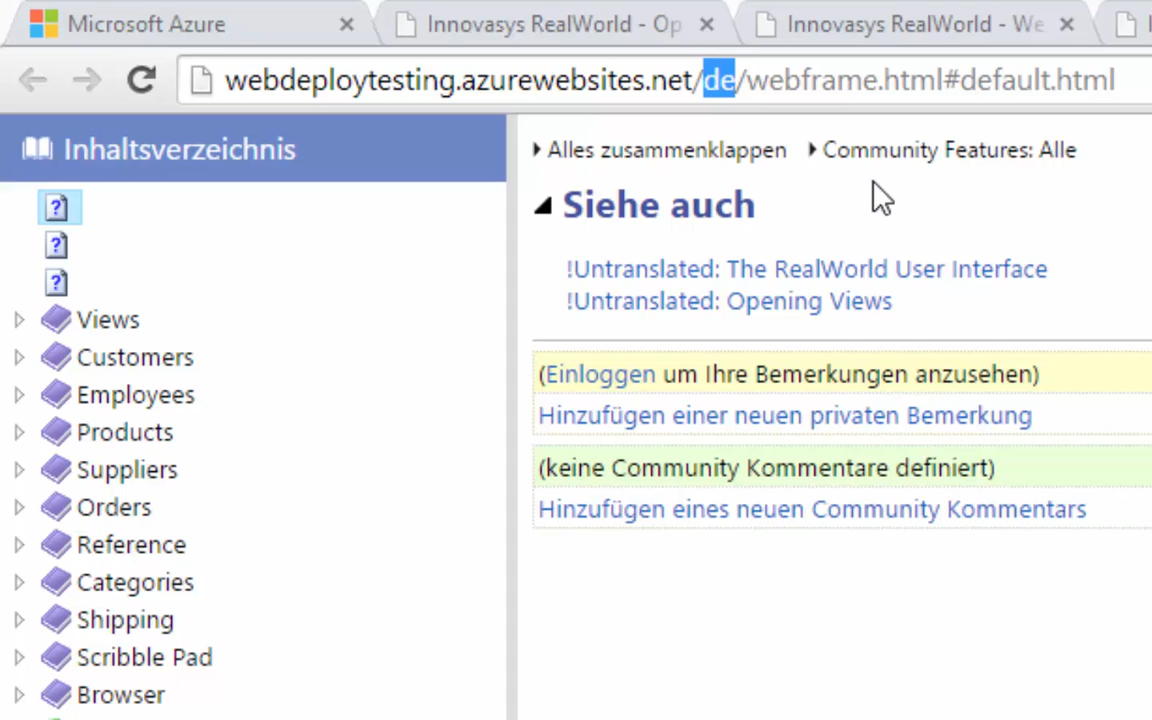 Microsoft Azure
Innovasys RealWorld - Op
Innovasys RealWorld - We
webdeploytesting.azurewebsites.net/de/webframe.html#default.html
Inhaltsverzeichnis
Alles zusammenklappen
Community Features: Alle
Siehe auch
!Untranslated: The RealWorld User Interface
!Untranslated: Opening Views
Views
Customers
Employees
Products
Suppliers
Orders
Reference
Categories
Shipping
Scribble Pad
Browser
(Einloggen um Ihre Bemerkungen anzusehen)
Hinzufügen einer neuen privaten Bemerkung
(keine Community Kommentare definiert)
Hinzufügen eines neuen Community Kommentars